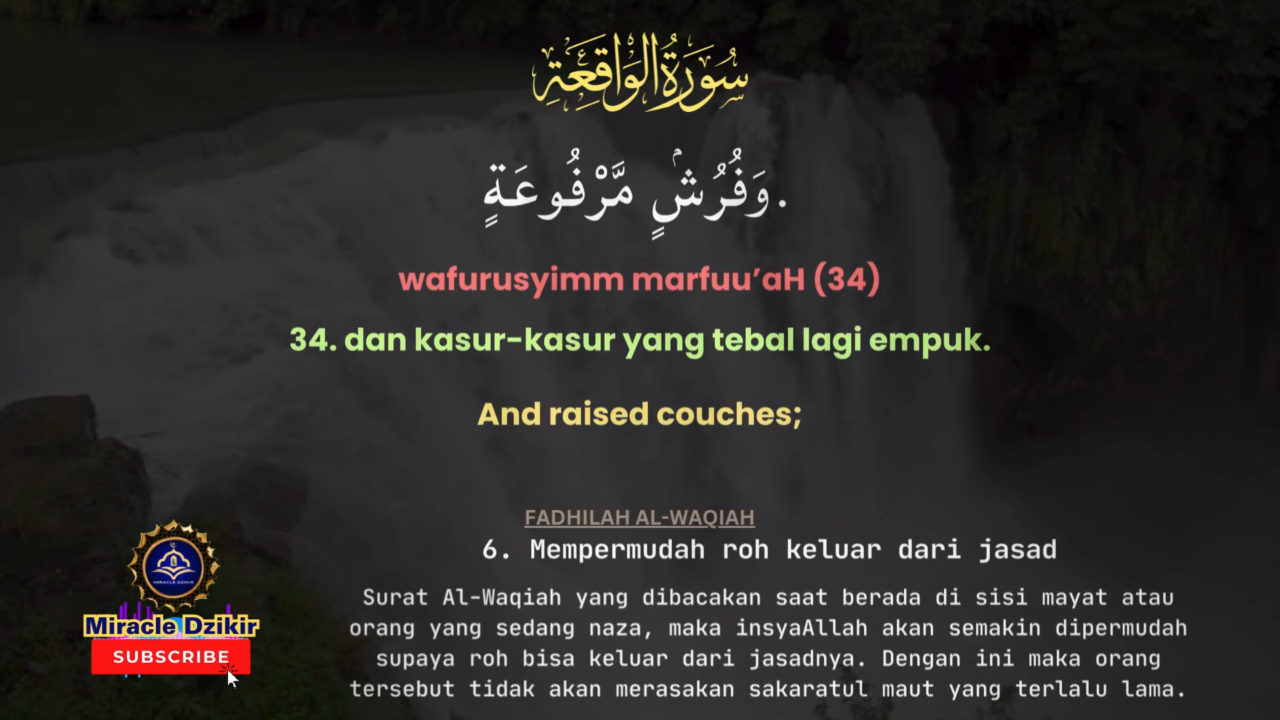 سُورَةُ الْوَاقِعَةِ
وَفُرُشٍۢ مَّرْفُوعَةٍ.
wafurusyimm marfuu’aH (34)
34. dan kasur-kasur yang tebal lagi empuk.
And raised couches;
FADHILAH AL-WAQIAH
6. Mempermudah roh keluar dari jasad
Surat Al-Waqiah yang dibacakan saat berada di sisi mayat atau
orang yang sedang naza, maka insyaAllah akan semakin dipermudah
supaya roh bisa keluar dari jasadnya. Dengan ini maka orang
tersebut tidak akan merasakan sakaratul maut yang terlalu lama.
MIRACLE DZIKIR
Miracle Dzikir
SUBSCRIBE